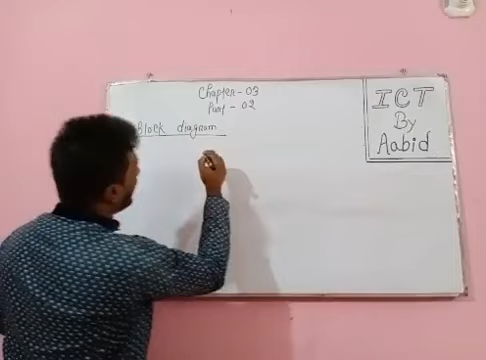 Chapter - 03
Part - 02
Block diagram
ICT
By
Aabid